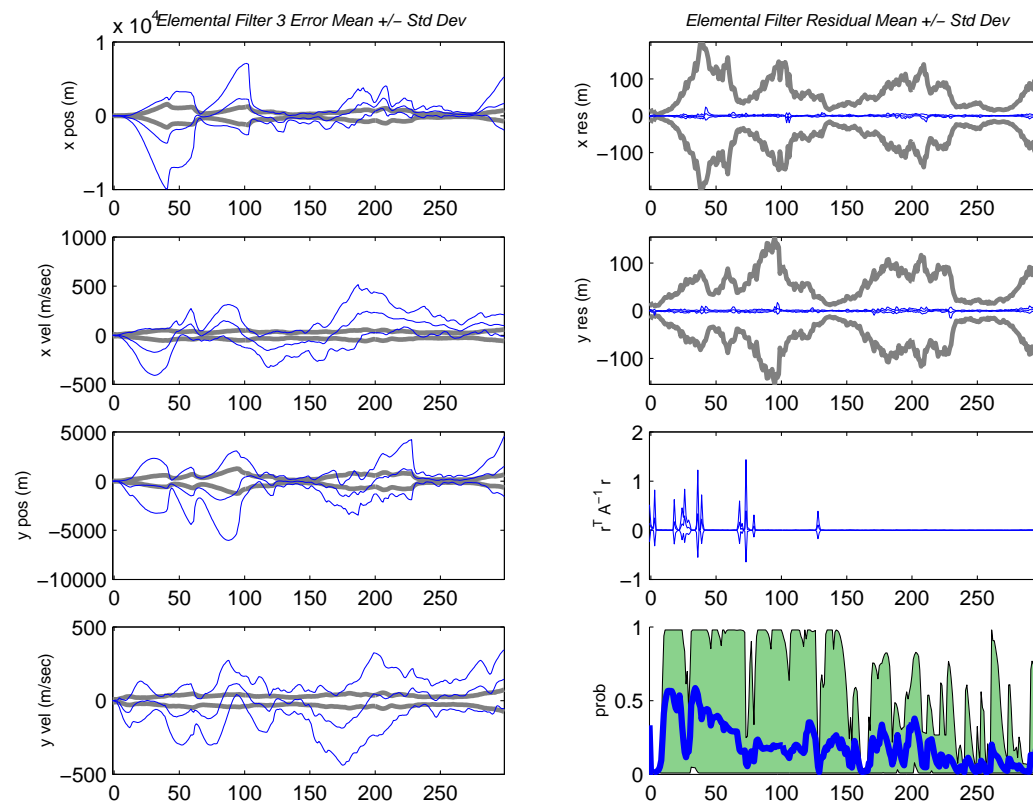 x 10⁴ Elemental Filter 3 Error Mean +/− Std Dev
1
0
−1
x pos (m)
0 50 100 150 200 250
1000
500
0
−500
x vel (m/sec)
0 50 100 150 200 250
5000
0
−5000
−10000
y pos (m)
0 50 100 150 200 250
500
0
−500
y vel (m/sec)
0 50 100 150 200 250
Elemental Filter Residual Mean +/− Std Dev
100
0
−100
x res (m)
0 50 100 150 200 250
100
0
−100
y res (m)
0 50 100 150 200 250
2
1
0
−1
rᵀ A⁻¹ r
0 50 100 150 200 250
1
0.5
0
prob
0 50 100 150 200 250